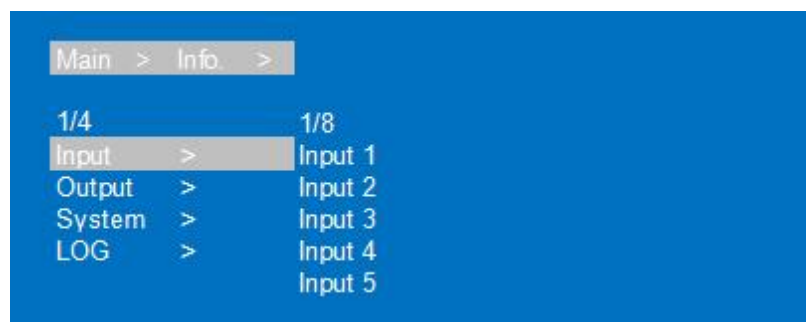 Main > Info. >
1/4 1/8
Input > Input 1
Output > Input 2
System > Input 3
LOG > Input 4
Input 5